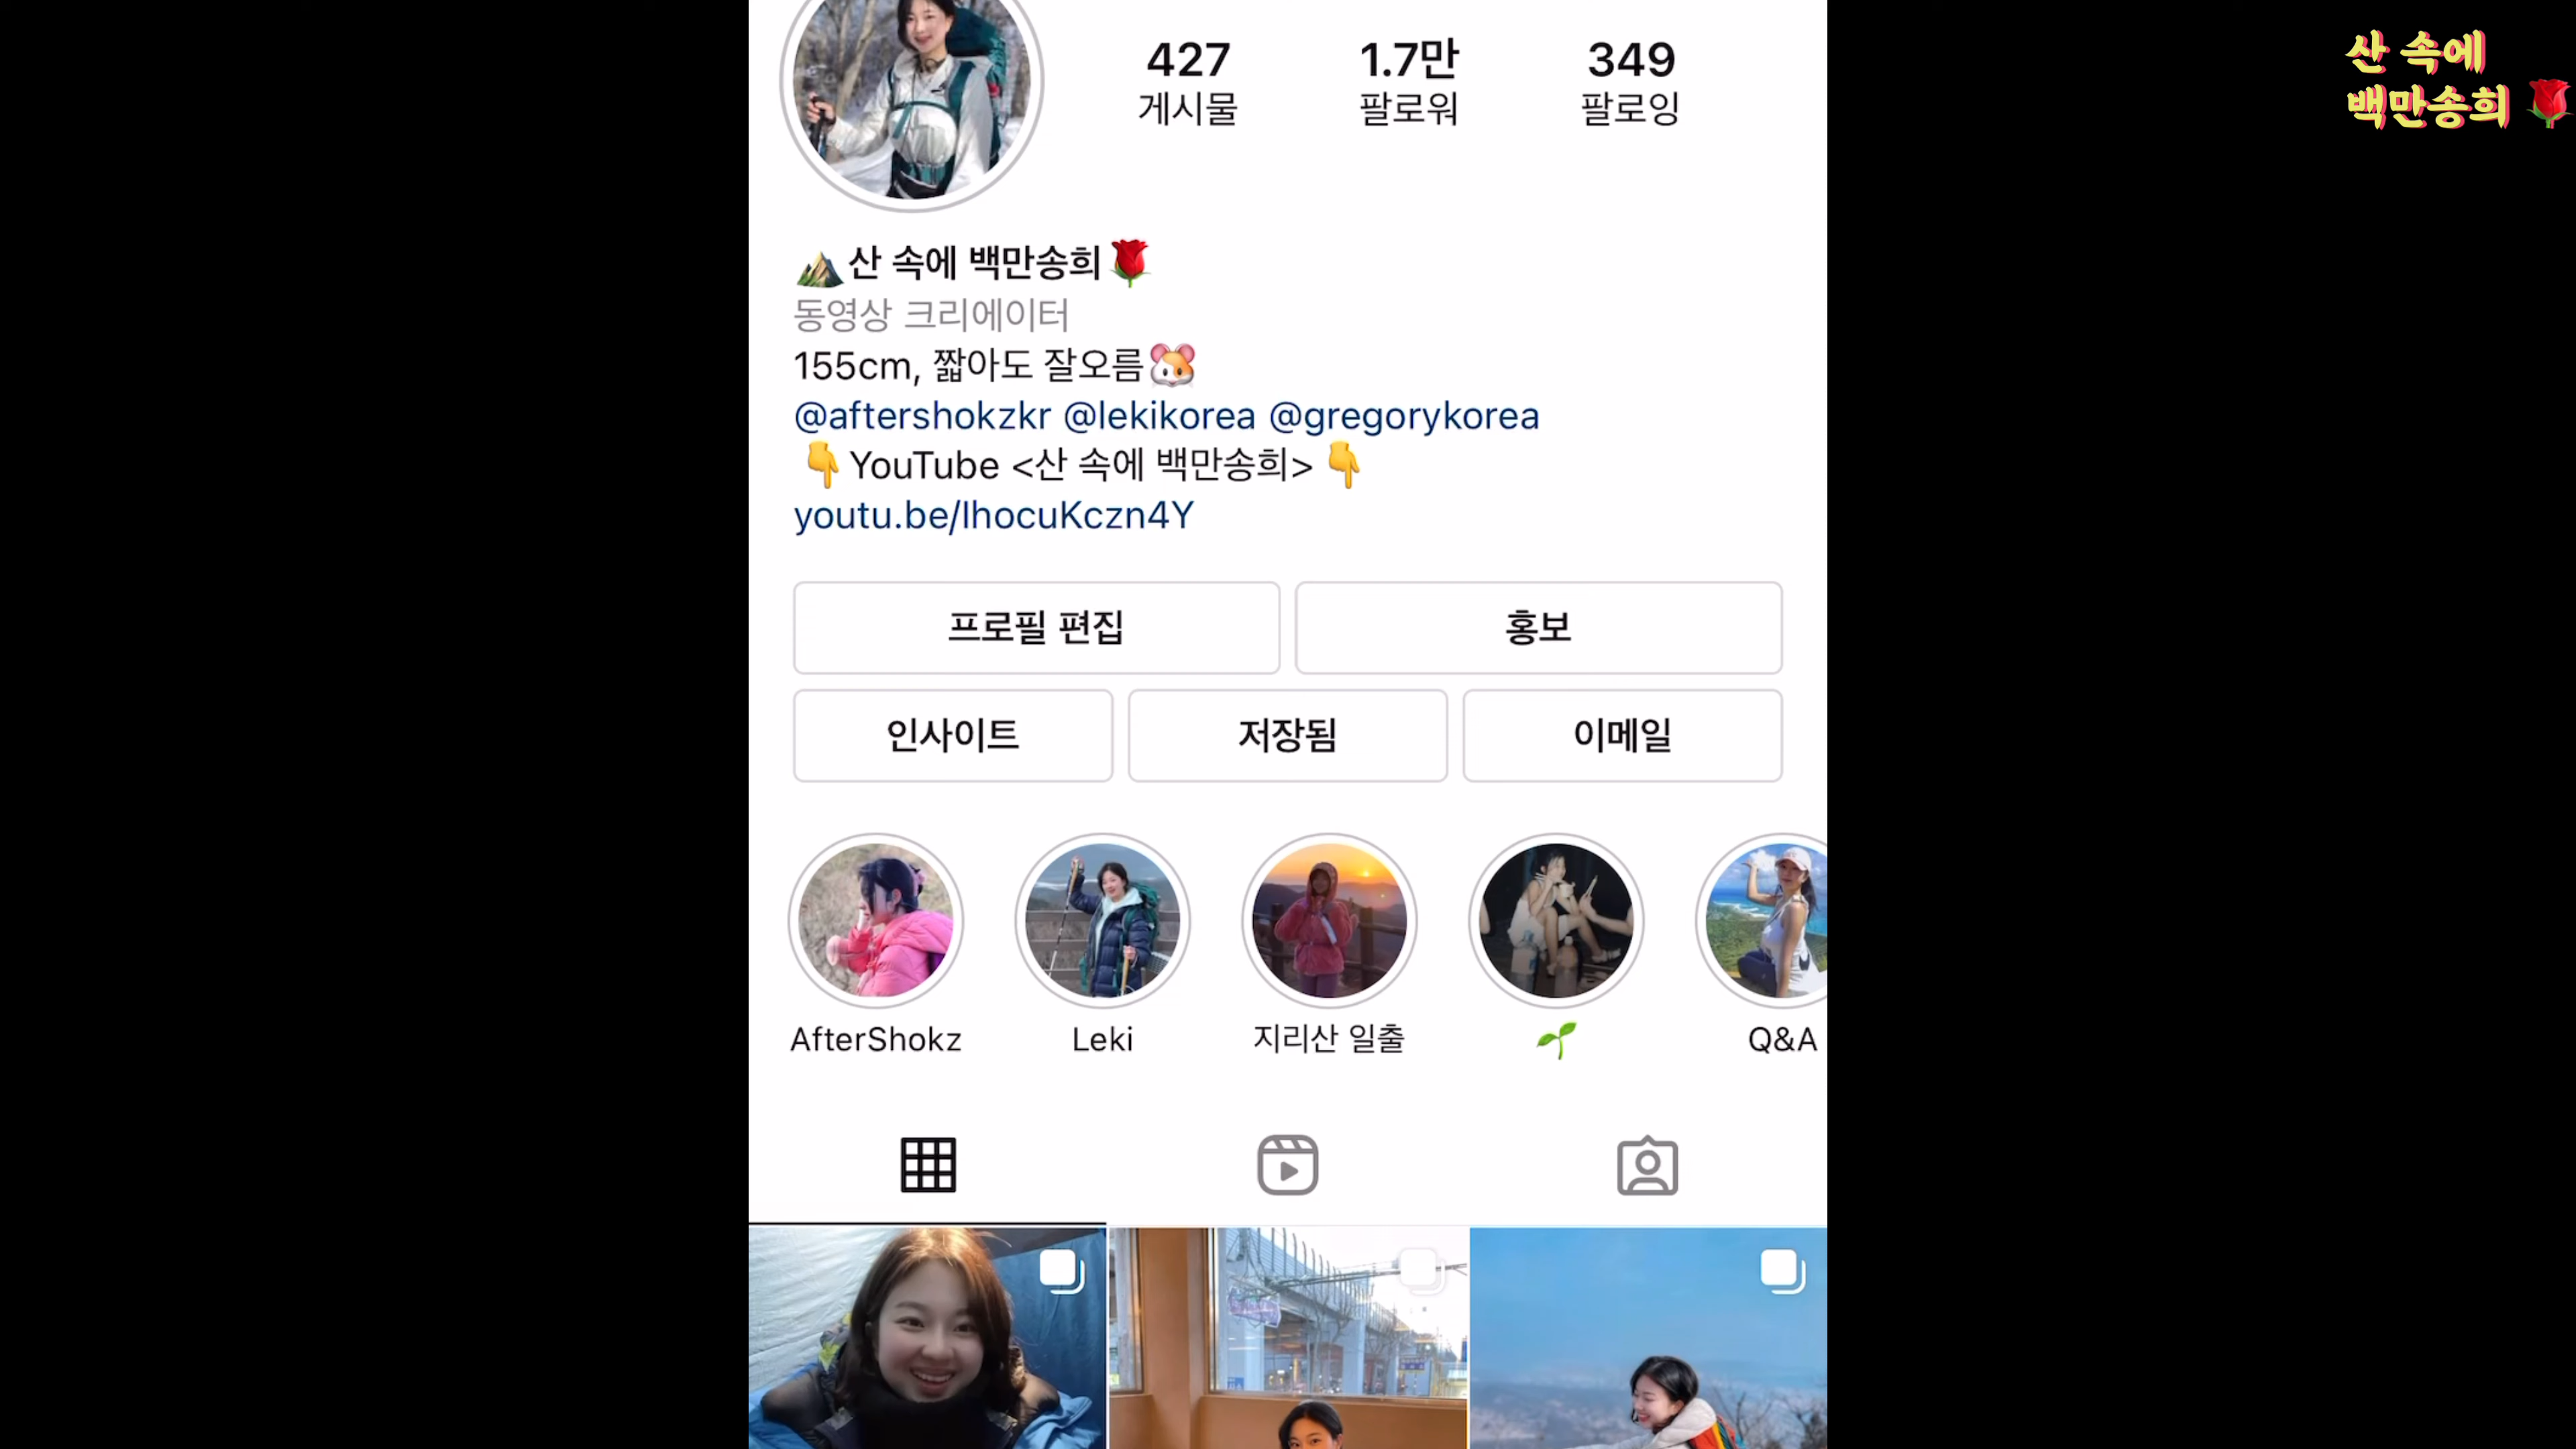 산 속에
백만송희🌹
427 1.7만 349
게시물 팔로워 팔로잉
⛰️산 속에 백만송희🌹
동영상 크리에이터
155cm, 짧아도 잘오름🐹
@aftershokzkr @lekikorea @gregorykorea
👇YouTube <산 속에 백만송희>👇
youtu.be/lhocuKczn4Y
프로필 편집 홍보
인사이트 저장됨 이메일
AfterShokz Leki 지리산 일출 🌱 Q&A